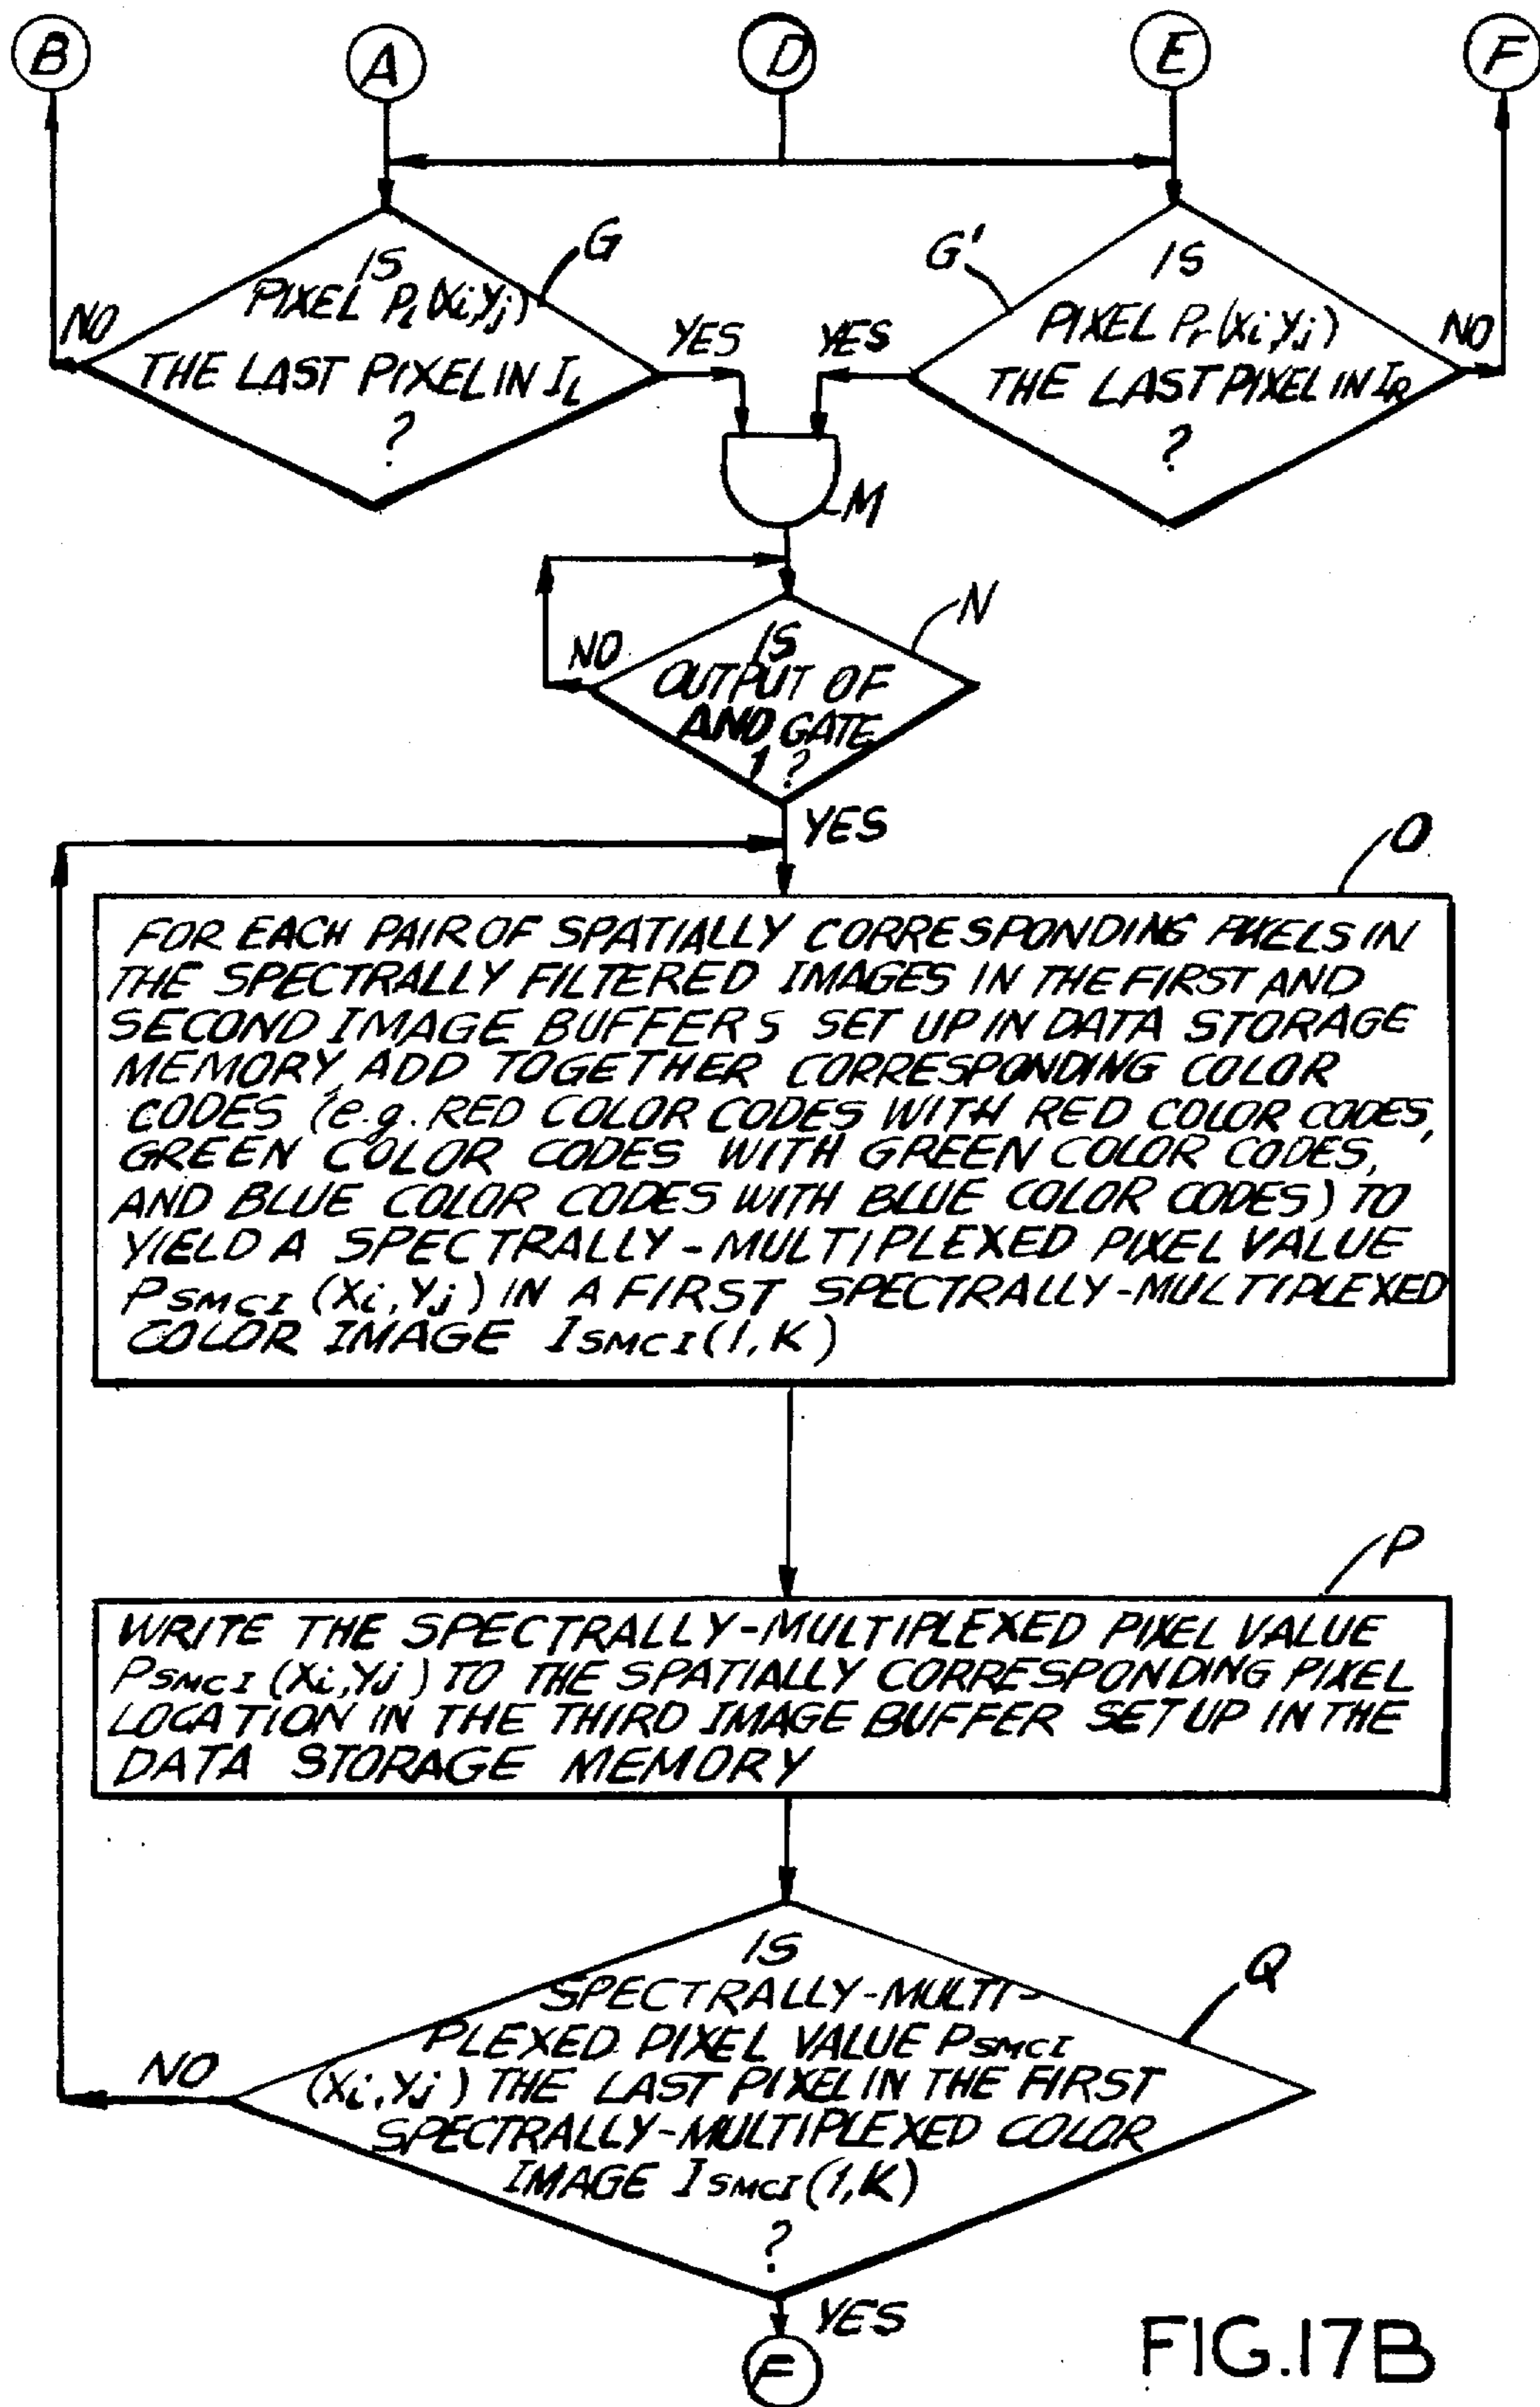 B A D E F
G
IS
PIXEL PL(Xi,Yj)
THE LAST PIXEL IN IL
?
NO
YES
G'
IS
PIXEL Pr(Xi,Yj)
THE LAST PIXEL IN IR
?
YES
NO
M
N
IS
OUTPUT OF
AND GATE
1?
NO
YES
O
FOR EACH PAIR OF SPATIALLY CORRESPONDING PIXELS IN
THE SPECTRALLY FILTERED IMAGES IN THE FIRST AND
SECOND IMAGE BUFFERS SET UP IN DATA STORAGE
MEMORY, ADD TOGETHER CORRESPONDING COLOR
CODES (e.g. RED COLOR CODES WITH RED COLOR CODES,
GREEN COLOR CODES WITH GREEN COLOR CODES,
AND BLUE COLOR CODES WITH BLUE COLOR CODES) TO
YIELD A SPECTRALLY-MULTIPLEXED PIXEL VALUE
PSMCI (Xi,Yj) IN A FIRST SPECTRALLY-MULTIPLEXED
COLOR IMAGE ISMCI(1,K)
P
WRITE THE SPECTRALLY-MULTIPLEXED PIXEL VALUE
PSMCI (Xi,Yj) TO THE SPATIALLY CORRESPONDING PIXEL
LOCATION IN THE THIRD IMAGE BUFFER SET UP IN THE
DATA STORAGE MEMORY
Q
IS
SPECTRALLY-MULTI-
PLEXED PIXEL VALUE PSMCI
(Xi,Yj) THE LAST PIXEL IN THE FIRST
SPECTRALLY-MULTIPLEXED COLOR
IMAGE ISMCI(1,K)
?
NO
YES
F
FIG.17B